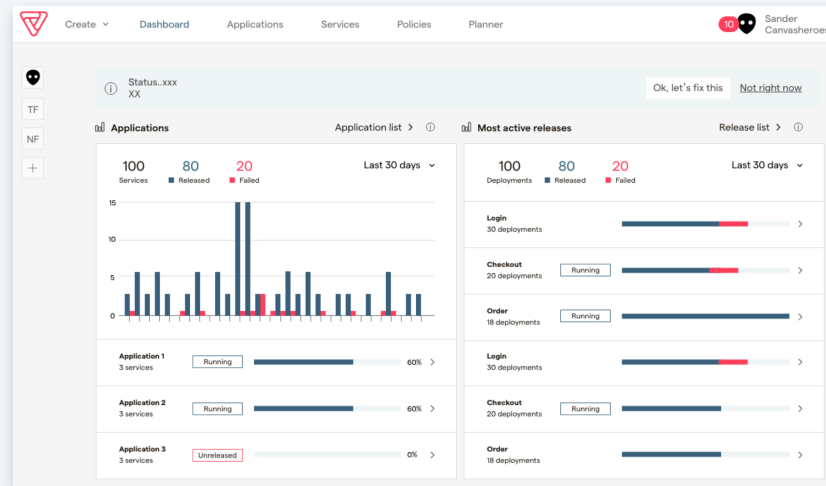 Create
Dashboard
Applications
Services
Policies
Planner
10
Sander
Canvasheroes
TF
NF
Status..xxx
XX
Ok, let's fix this
Not right now
Applications
Application list
100
Services
80
Released
20
Failed
Last 30 days
15
10
5
0
Application 1
3 services
Running
60%
Application 2
3 services
Running
60%
Application 3
3 services
Unreleased
0%
Most active releases
Release list
100
Deployments
80
Released
20
Failed
Last 30 days
Login
30 deployments
Checkout
20 deployments
Running
Order
18 deployments
Running
Login
30 deployments
Checkout
20 deployments
Running
Order
18 deployments